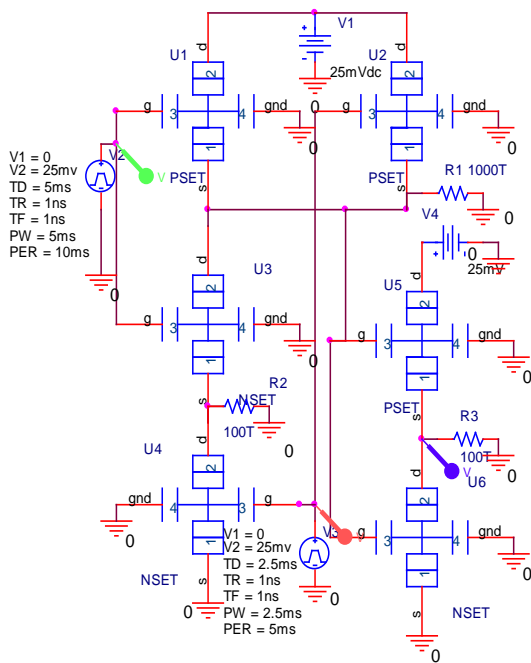 V1
U1
U2
d
d
2
2
25mVdc
0
g
3
4
gnd
g
3
4
gnd
1
1
0
0
V2
V
V1 = 0
V2 = 25mv
TD = 5ms
TR = 1ns
TF = 1ns
PW = 5ms
PER = 10ms
PSET
s
PSET
s
R1 1000T
0
V4
0
25mV
U3
d
d
U5
0
2
2
g
3
4
gnd
g
3
4
gnd
1
1
0
0
s
NSET
R2
100T
0
PSET
s
R3
100T
0
V
U4
d
d
U6
2
2
gnd
4
3
g
g
3
4
gnd
0
1
1
0
V
V3
V1 = 0
V2 = 25mv
TD = 2.5ms
TR = 1ns
TF = 1ns
PW = 2.5ms
PER = 5ms
NSET
s
0
0
NSET
s
0